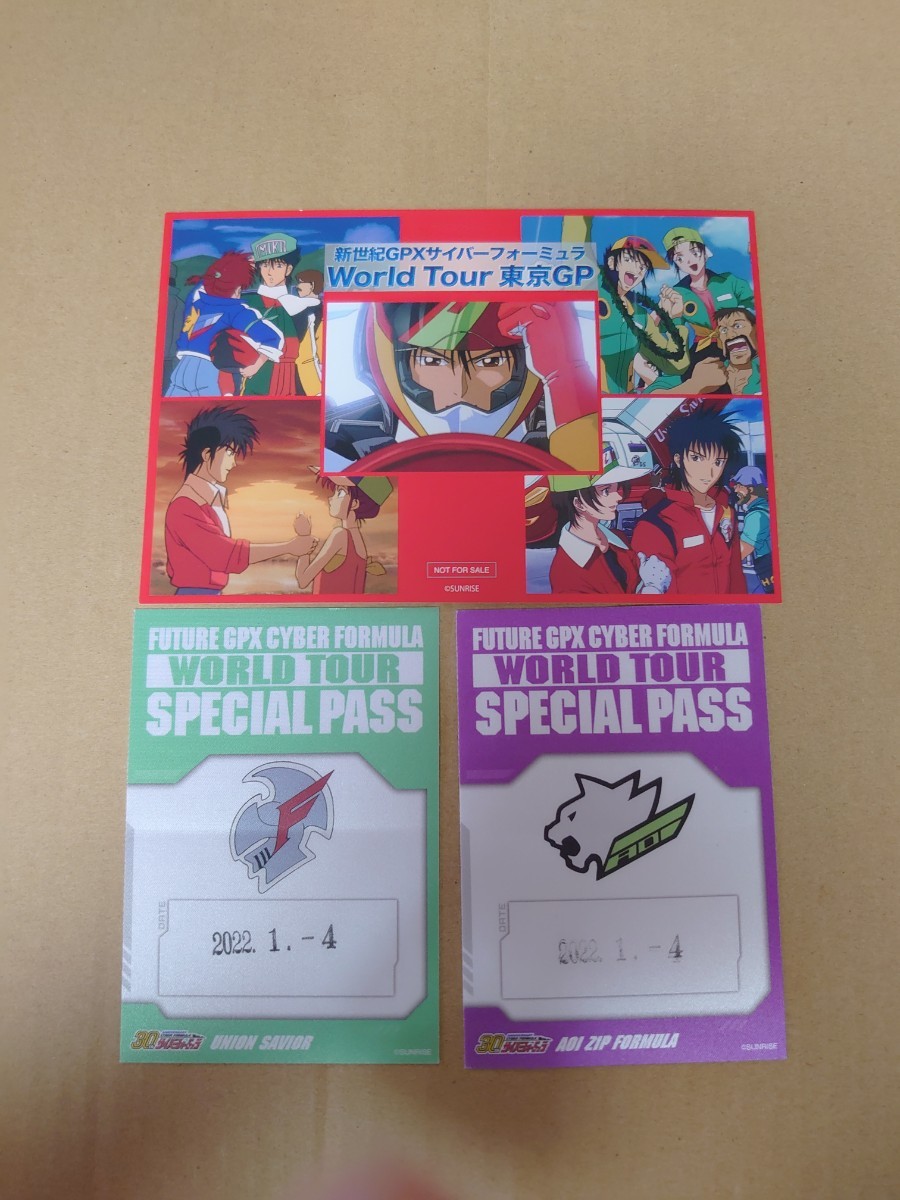 MIKI
新世紀GPXサイバーフォーミュラ
World Tour 東京GP
NOT FOR SALE
©SUNRISE
FUTURE GPX CYBER FORMULA
WORLD TOUR
SPECIAL PASS
DATE
2022. 1. -4
30
UNION SAVIOR
©SUNRISE
FUTURE GPX CYBER FORMULA
WORLD TOUR
SPECIAL PASS
AOI
DATE
2022. 1. -4
30
AOI ZIP FORMULA
©SUNRISE